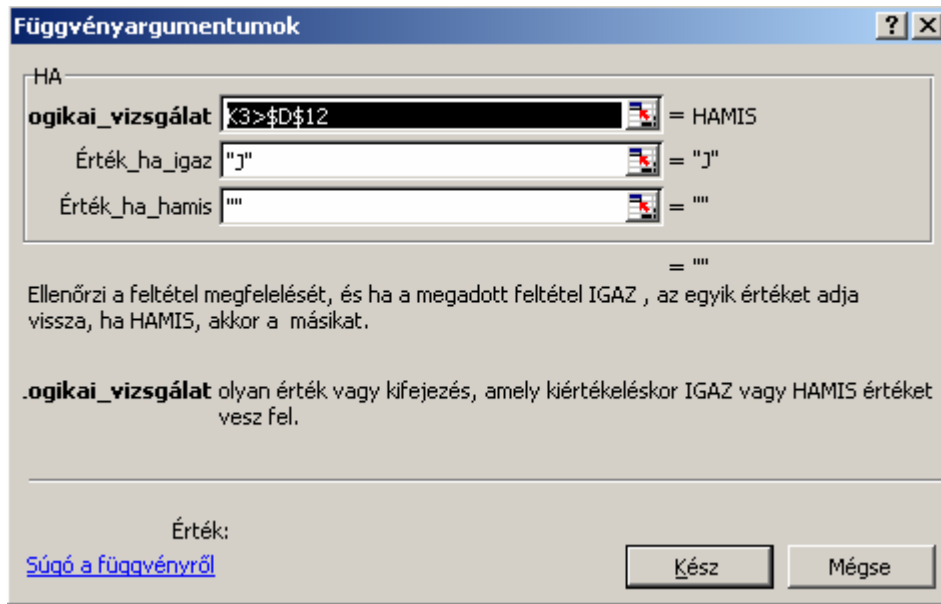 Függvényargumentumok
HA
ogikai_vizsgálat K3>$D$12 = HAMIS
Érték_ha_igaz "J" = "J"
Érték_ha_hamis "" = ""
= ""
Ellenőrzi a feltétel megfelelését, és ha a megadott feltétel IGAZ , az egyik értéket adja
vissza, ha HAMIS, akkor a másikat.
.ogikai_vizsgálat olyan érték vagy kifejezés, amely kiértékeléskor IGAZ vagy HAMIS értéket
vesz fel.
Érték:
Súgó a függvényről
Kész Mégse